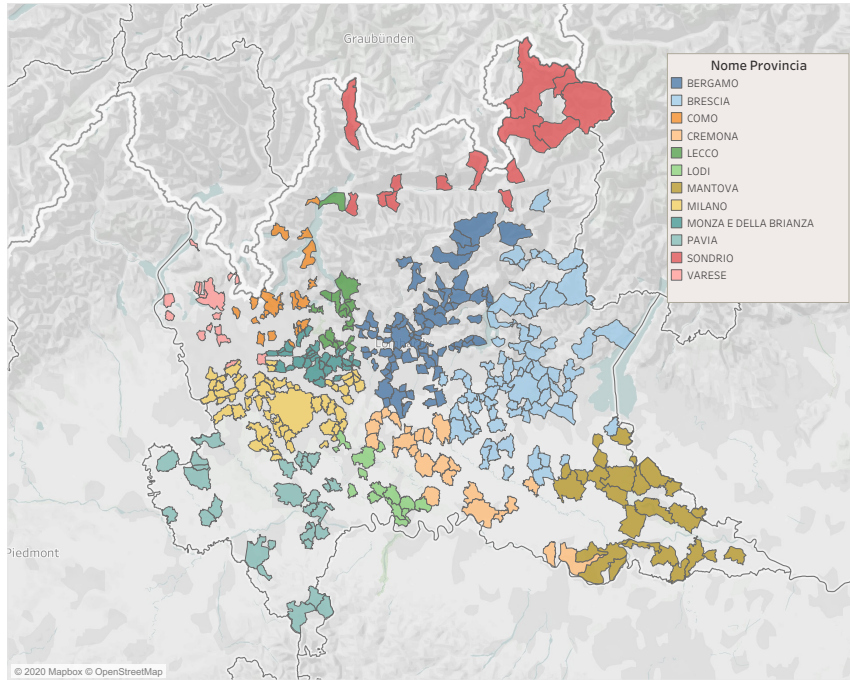 Graubünden
Nome Provincia
BERGAMO
BRESCIA
COMO
CREMONA
LECCO
LODI
MANTOVA
MILANO
MONZA E DELLA BRIANZA
PAVIA
SONDRIO
VARESE
Piedmont
© 2020 Mapbox © OpenStreetMap